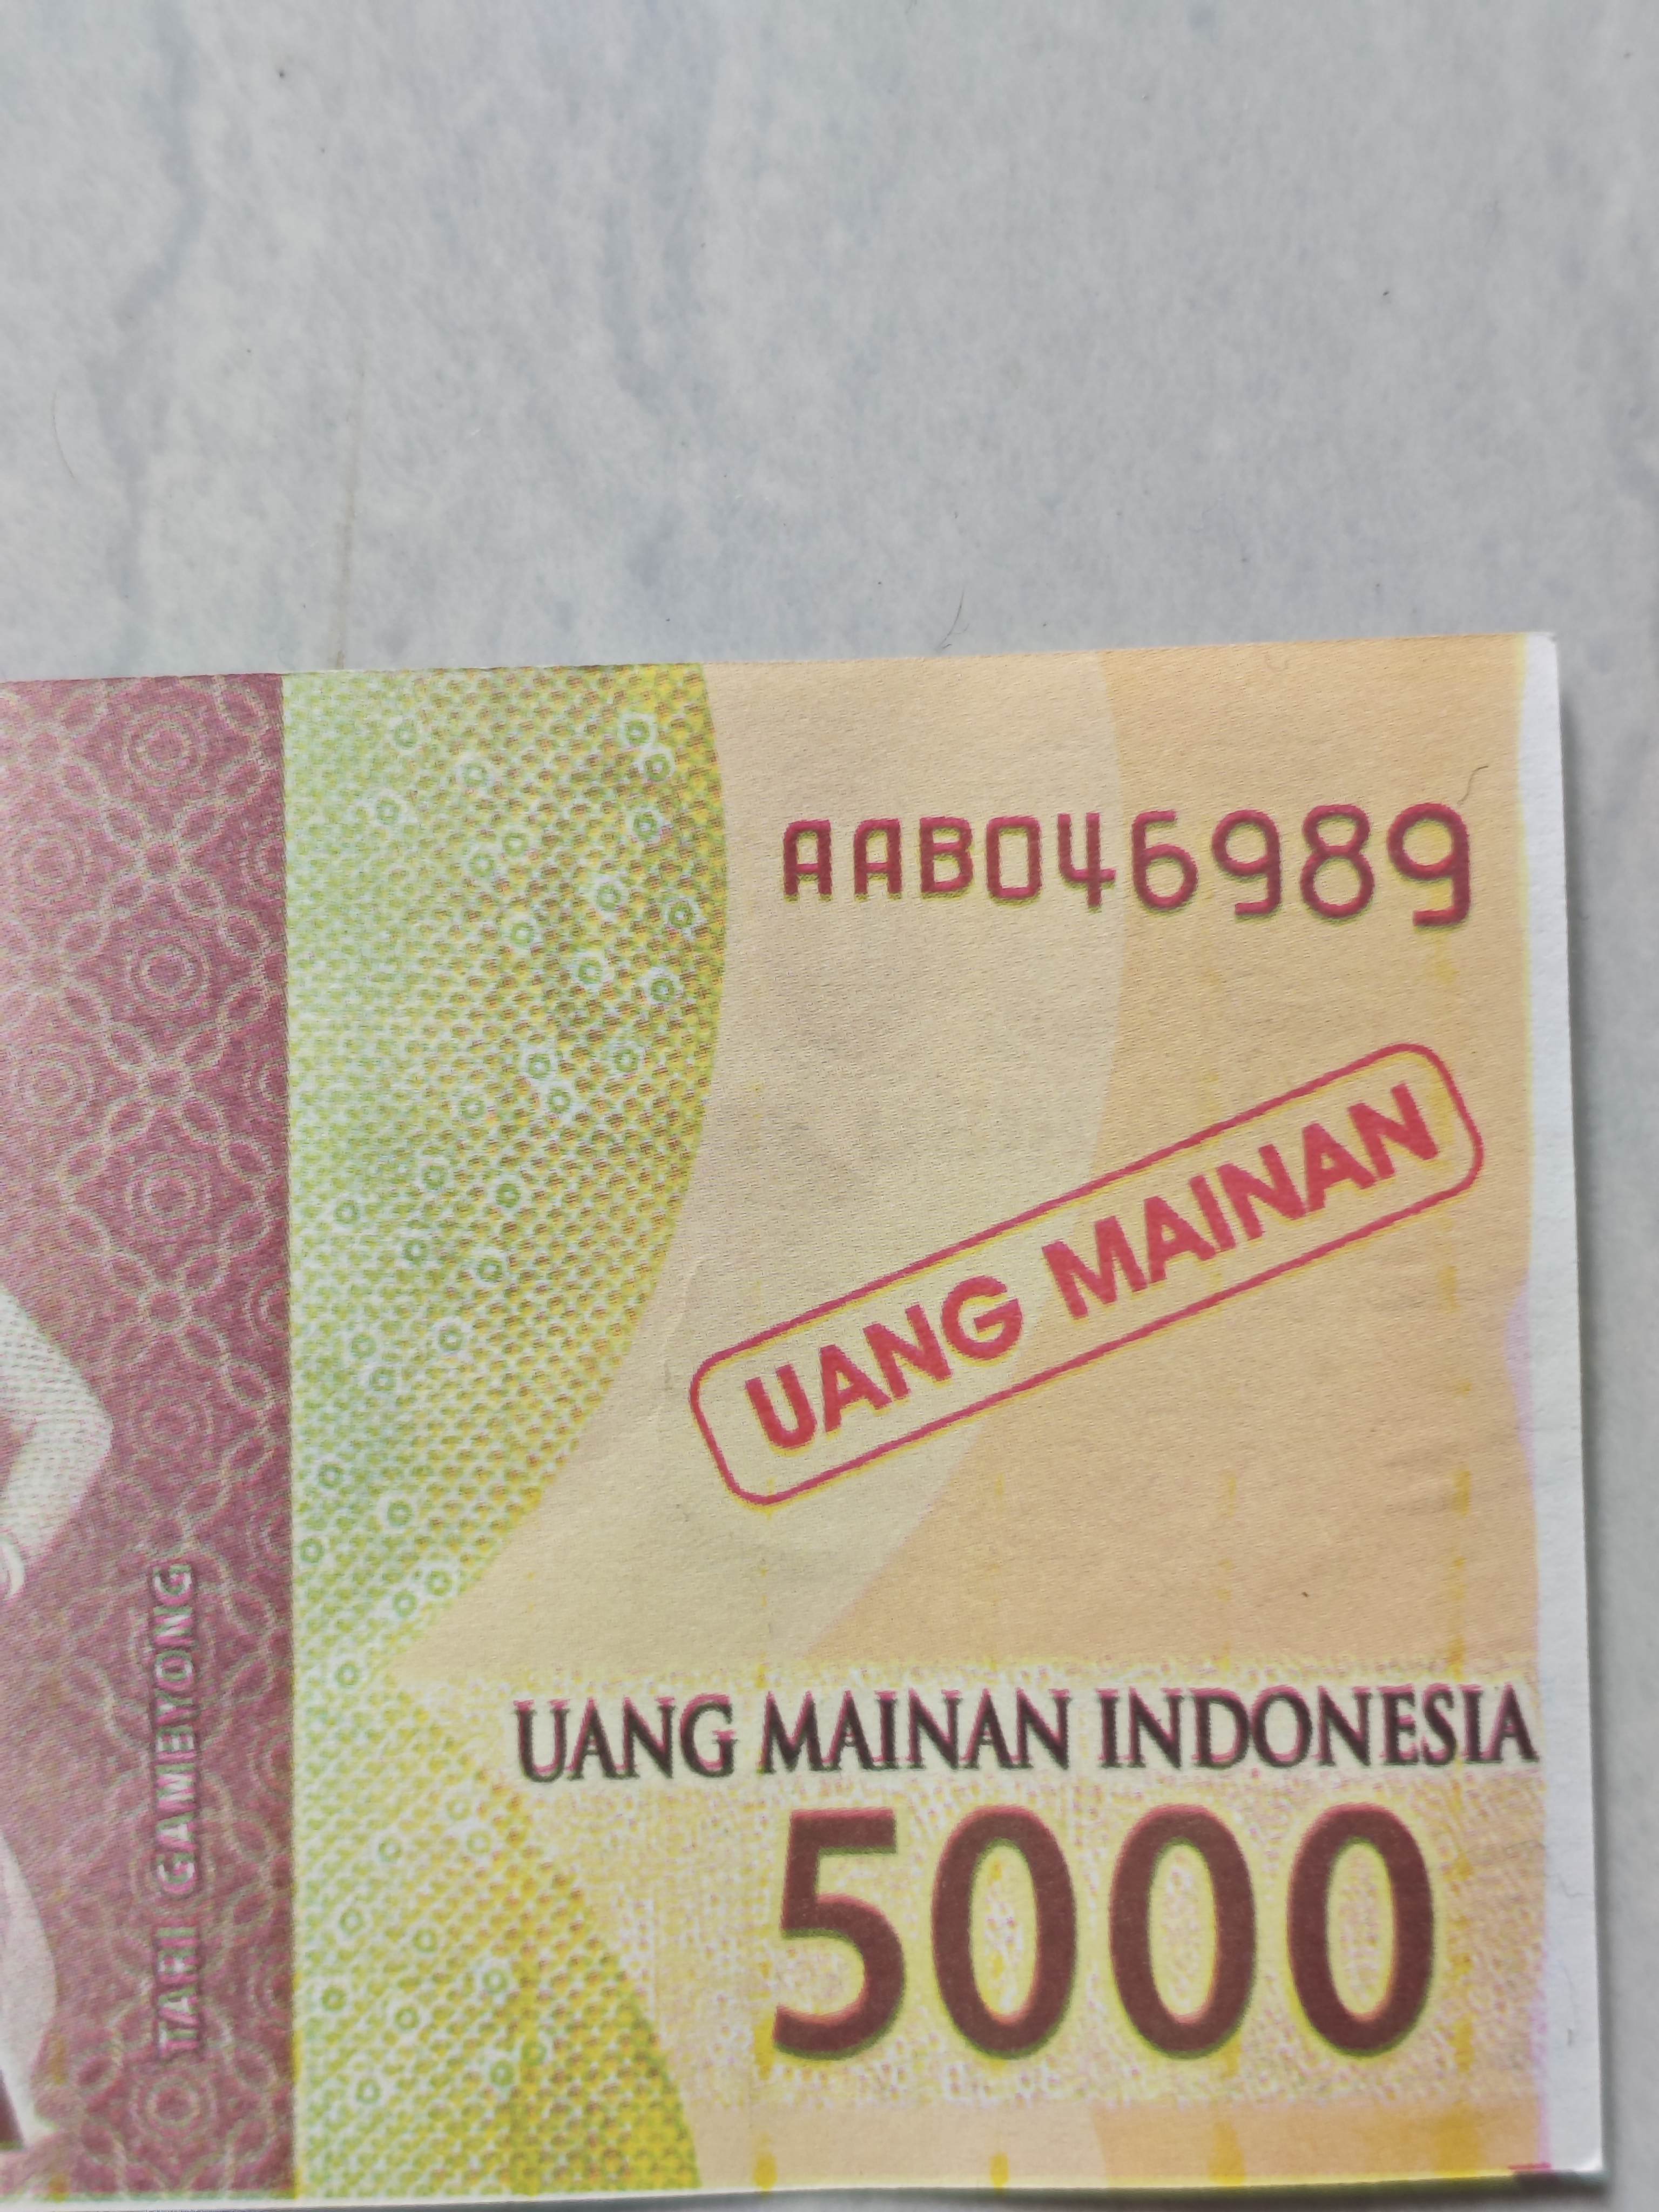 AAB046989
UANG MAINAN
UANG MAINAN INDONESIA
5000
TARI GAMBYONG